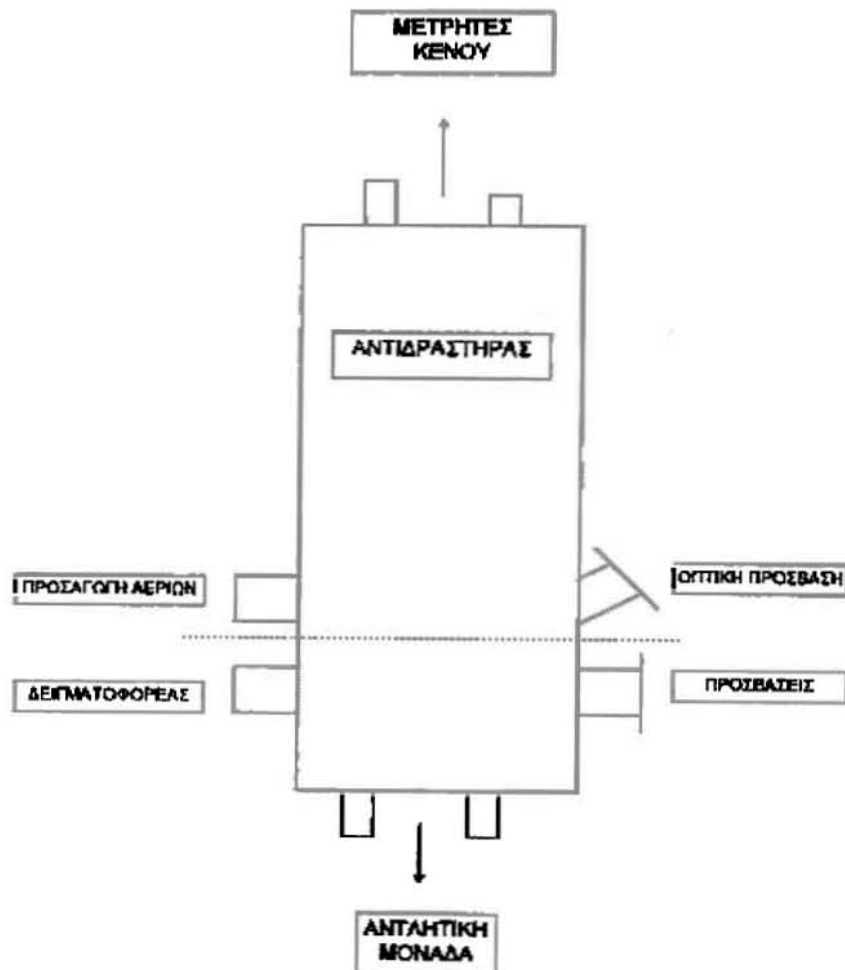 ΜΕΤΡΗΤΕΣ
ΚΕΝΟΥ
ΑΝΤΙΔΡΑΣΤΗΡΑΣ
ΠΡΟΣΑΓΩΓΗ ΑΕΡΙΩΝ
ΟΠΤΙΚΗ ΠΡΟΣΒΑΣΗ
ΔΕΙΓΜΑΤΟΦΟΡΕΑΣ
ΠΡΟΣΒΑΣΕΙΣ
ΑΝΤΛΗΤΙΚΗ
ΜΟΝΑΔΑ